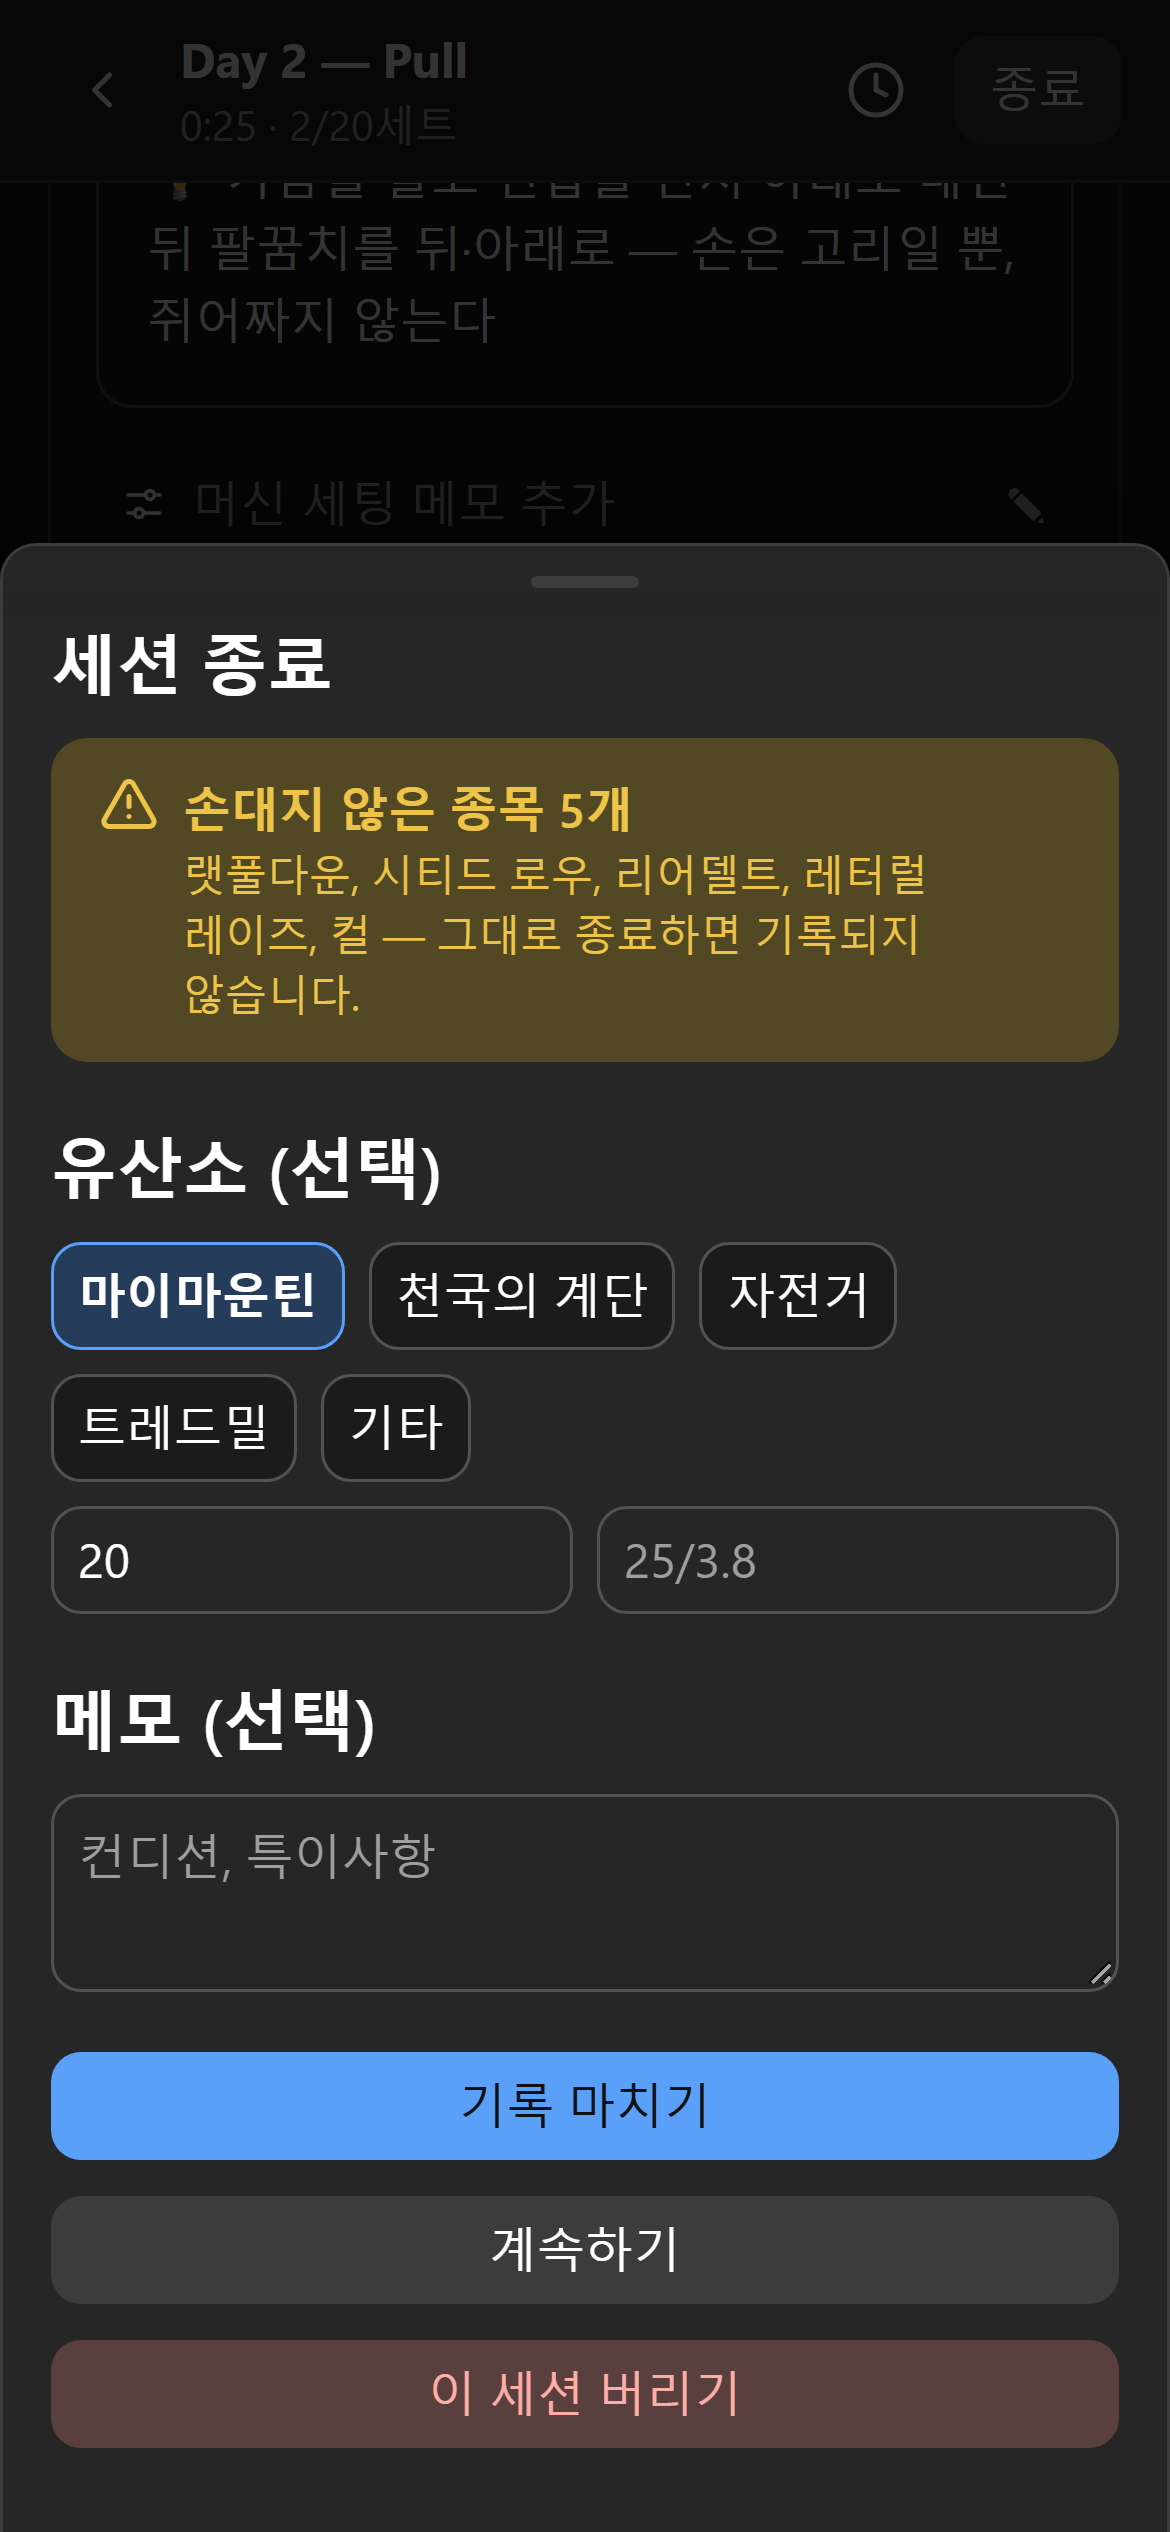 Day 2 — Pull
0:25 · 2/20세트
종료
뒤 팔꿈치를 뒤·아래로 — 손은 고리일 뿐,
쥐어짜지 않는다
머신 세팅 메모 추가
세션 종료
손대지 않은 종목 5개
랫풀다운, 시티드 로우, 리어델트, 레터럴
레이즈, 컬 — 그대로 종료하면 기록되지
않습니다.
유산소 (선택)
마이마운틴
천국의 계단
자전거
트레드밀
기타
20
25/3.8
메모 (선택)
컨디션, 특이사항
기록 마치기
계속하기
이 세션 버리기